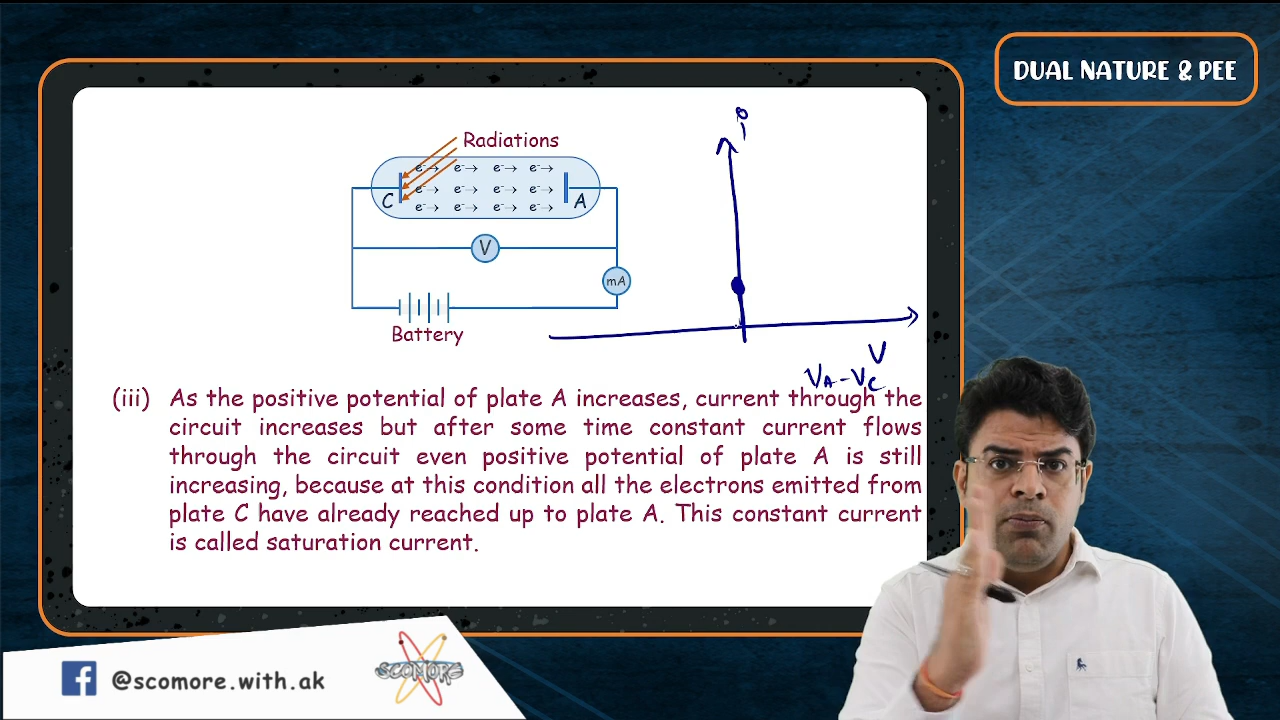 DUAL NATURE & PEE
Radiations
e⁻→ e⁻→ e⁻→ e⁻→
e⁻→ e⁻→ e⁻→ e⁻→
C
A
e⁻→ e⁻→ e⁻→ e⁻→
V
mA
Battery
i
V
VA-VC
(iii) As the positive potential of plate A increases, current through the
circuit increases but after some time constant current flows
through the circuit even positive potential of plate A is still
increasing, because at this condition all the electrons emitted from
plate C have already reached up to plate A. This constant current
is called saturation current.
@scomore.with.ak
SCOMORE